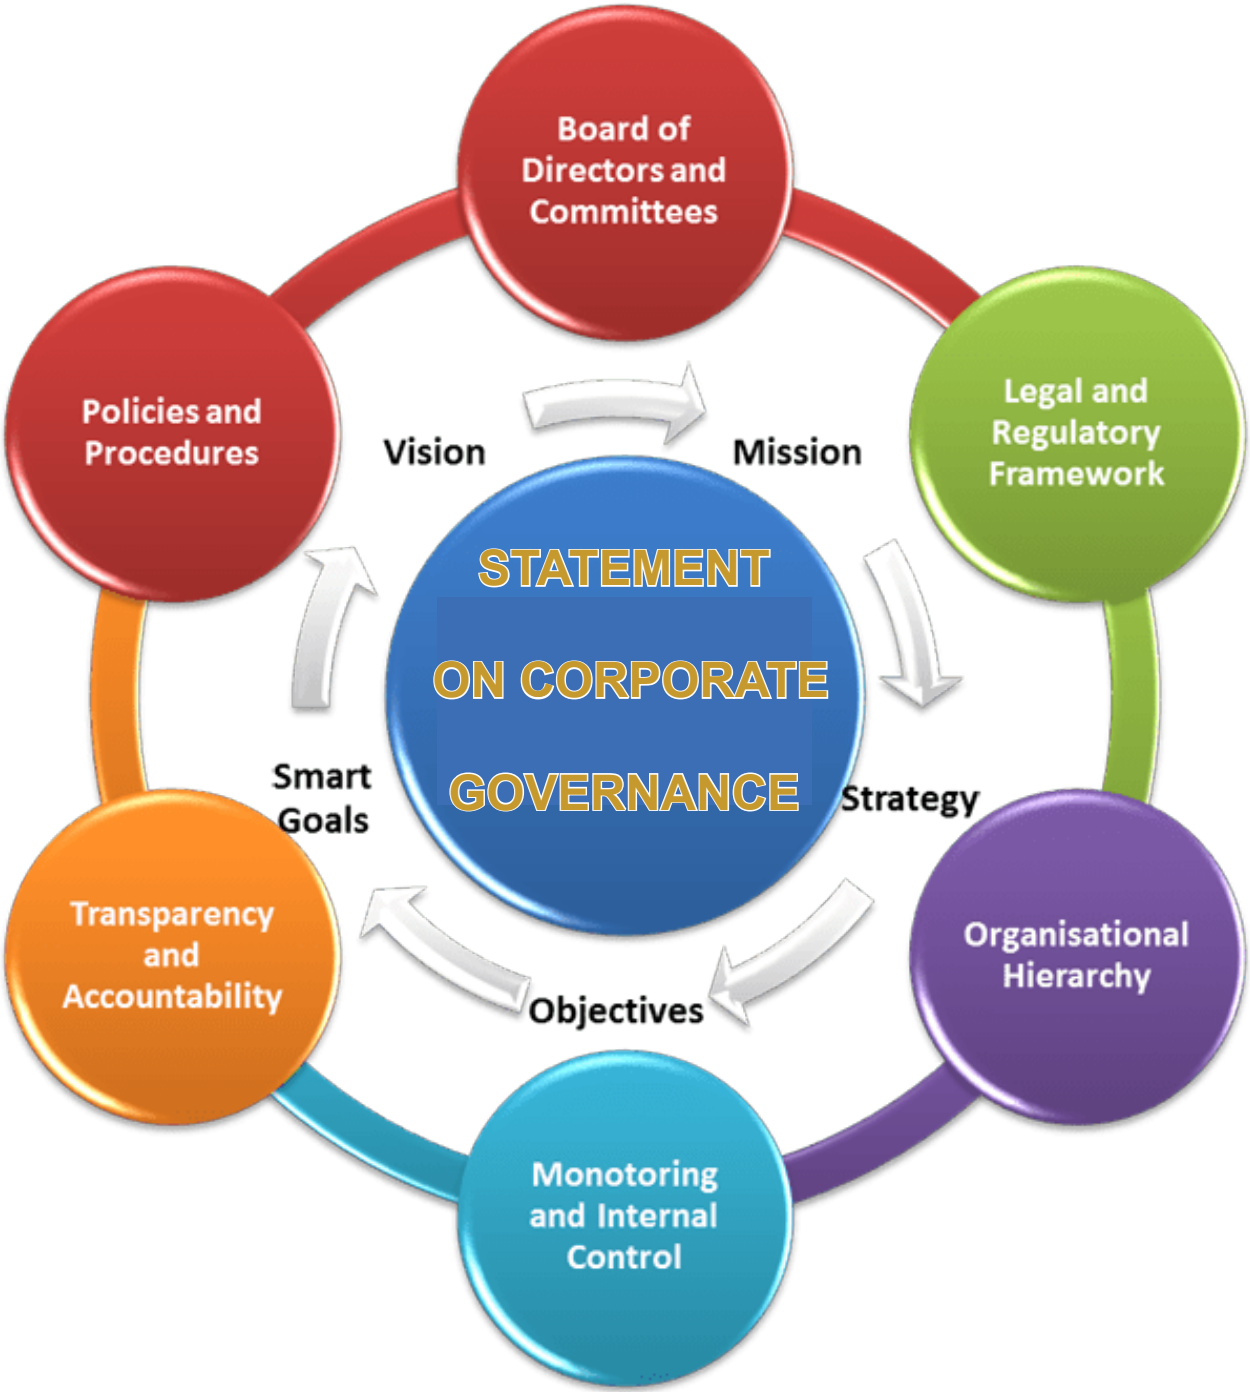 Board of
Directors and
Committees
Policies and
Procedures
Legal and
Regulatory
Framework
Vision
Mission
STATEMENT
ON CORPORATE
GOVERNANCE
Smart
Goals
Strategy
Transparency
and
Accountability
Organisational
Hierarchy
Objectives
Monotoring
and Internal
Control